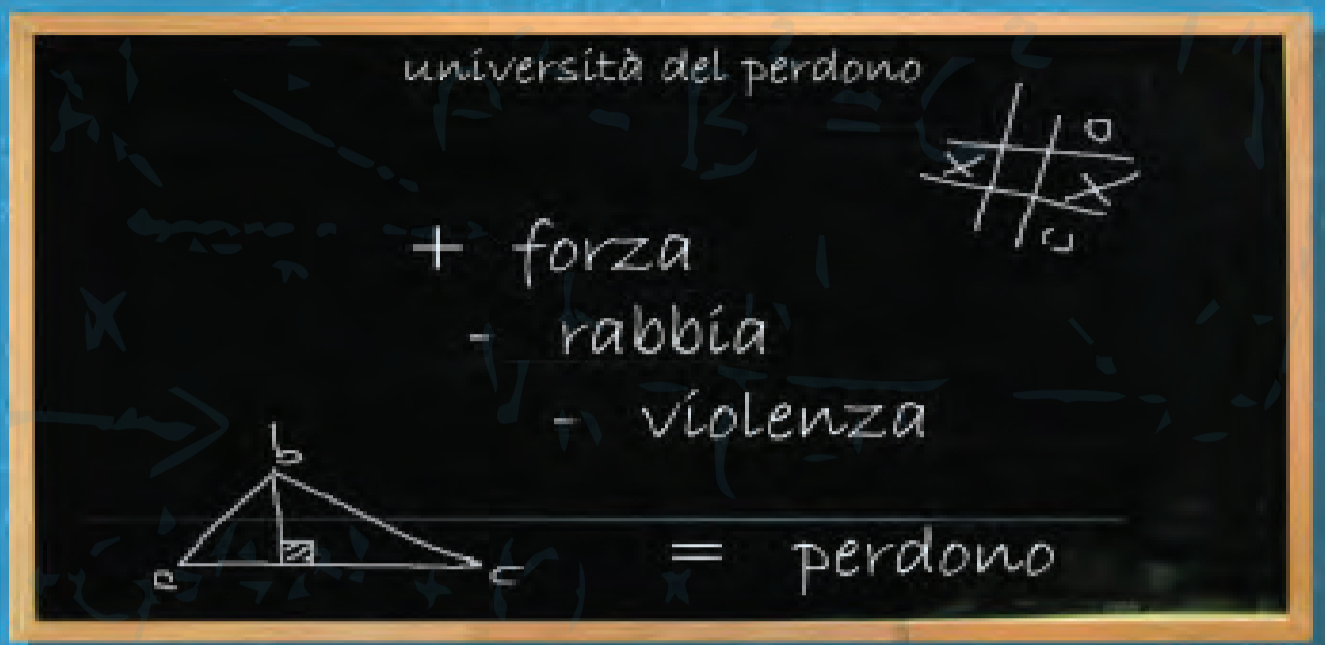 università del perdono
O
X X
O
+ forza
- rabbia
- violenza
b
a c
= perdono